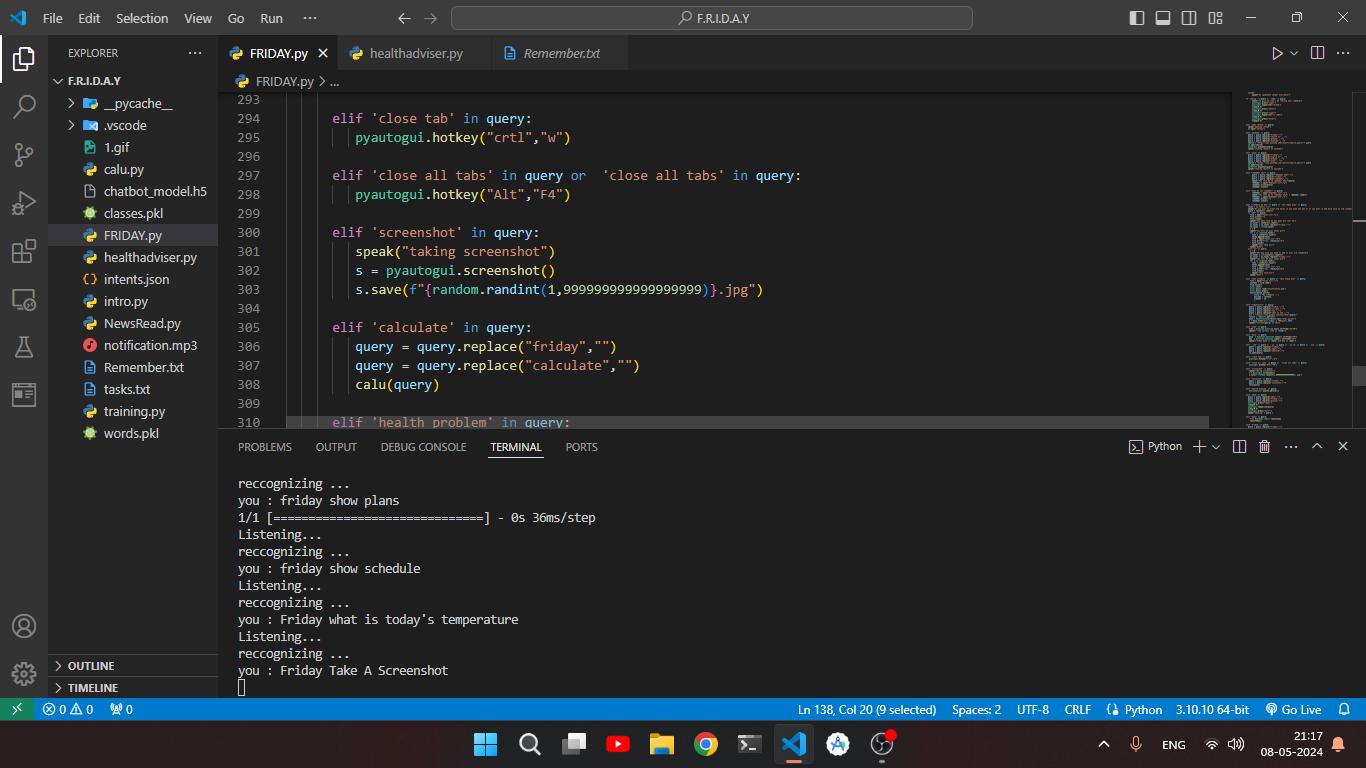 File Edit Selection View Go Run ··· F.R.I.D.A.Y
EXPLORER ···
F.R.I.D.A.Y
__pycache__
.vscode
1.gif
calu.py
chatbot_model.h5
classes.pkl
FRIDAY.py
healthadviser.py
intents.json
intro.py
NewsRead.py
notification.mp3
Remember.txt
tasks.txt
training.py
words.pkl
OUTLINE
TIMELINE
FRIDAY.py healthadviser.py Remember.txt
FRIDAY.py > ...
293
294 elif 'close tab' in query:
295 pyautogui.hotkey("crtl","w")
296
297 elif 'close all tabs' in query or  'close all tabs' in query:
298 pyautogui.hotkey("Alt","F4")
299
300 elif 'screenshot' in query:
301 speak("taking screenshot")
302 s = pyautogui.screenshot()
303 s.save(f"{random.randint(1,999999999999999999)}.jpg")
304
305 elif 'calculate' in query:
306 query = query.replace("friday","")
307 query = query.replace("calculate","")
308 calu(query)
309
310 elif 'health problem' in query:
PROBLEMS OUTPUT DEBUG CONSOLE TERMINAL PORTS Python
reccognizing ...
you : friday show plans
1/1 [==============================] - 0s 36ms/step
Listening...
reccognizing ...
you : friday show schedule
Listening...
reccognizing ...
you : Friday what is today's temperature
Listening...
reccognizing ...
you : Friday Take A Screenshot
0 0 0 Ln 138, Col 20 (9 selected) Spaces: 2 UTF-8 CRLF Python 3.10.10 64-bit Go Live
ENG 21:17
08-05-2024